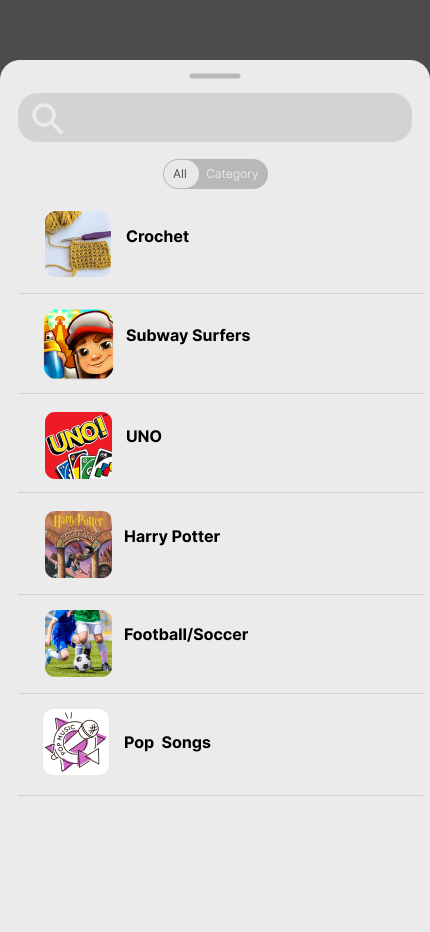 All Category
Crochet
Subway Surfers
UNO!
UNO
Harry Potter
Harry Potter
Football/Soccer
POP MUSIC
Pop Songs